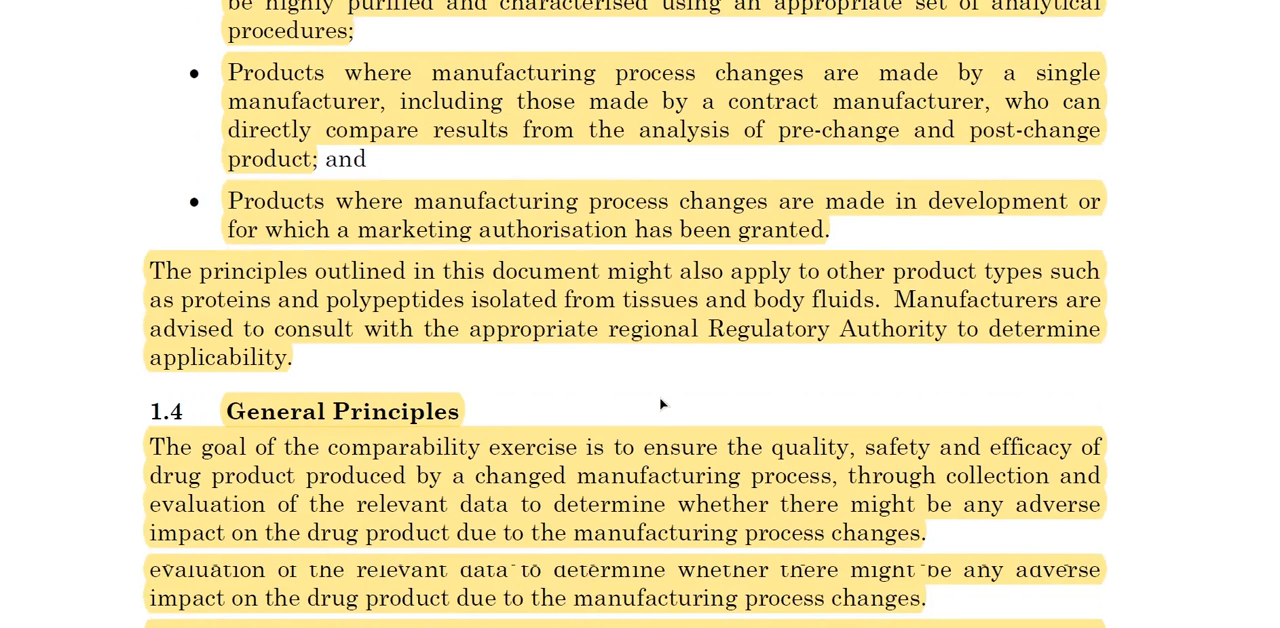 be highly purified and characterised using an appropriate set of analytical
procedures;
• Products where manufacturing process changes are made by a single
manufacturer, including those made by a contract manufacturer, who can
directly compare results from the analysis of pre-change and post-change
product; and
• Products where manufacturing process changes are made in development or
for which a marketing authorisation has been granted.
The principles outlined in this document might also apply to other product types such
as proteins and polypeptides isolated from tissues and body fluids. Manufacturers are
advised to consult with the appropriate regional Regulatory Authority to determine
applicability.
1.4 General Principles
The goal of the comparability exercise is to ensure the quality, safety and efficacy of
drug product produced by a changed manufacturing process, through collection and
evaluation of the relevant data to determine whether there might be any adverse
impact on the drug product due to the manufacturing process changes.
evaluation of the relevant data to determine whether there might be any adverse
impact on the drug product due to the manufacturing process changes.